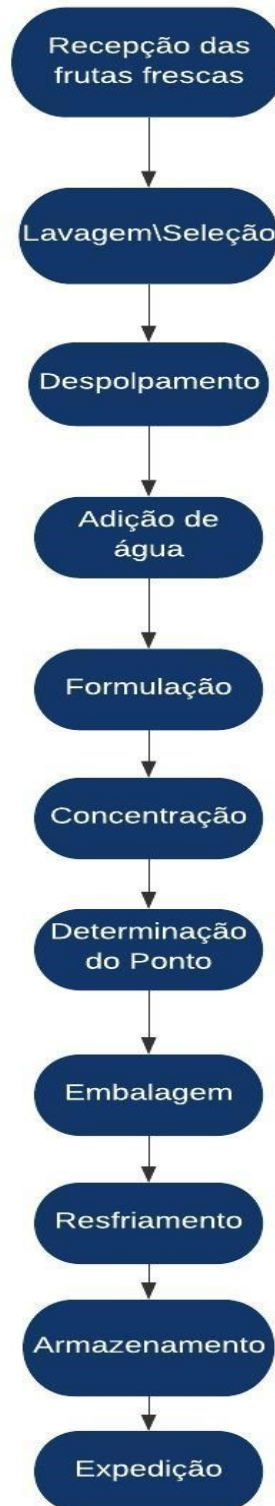 Recepção das
frutas frescas
Lavagem\Seleção
Despolpamento
Adição de
água
Formulação
Concentração
Determinação
do Ponto
Embalagem
Resfriamento
Armazenamento
Expedição